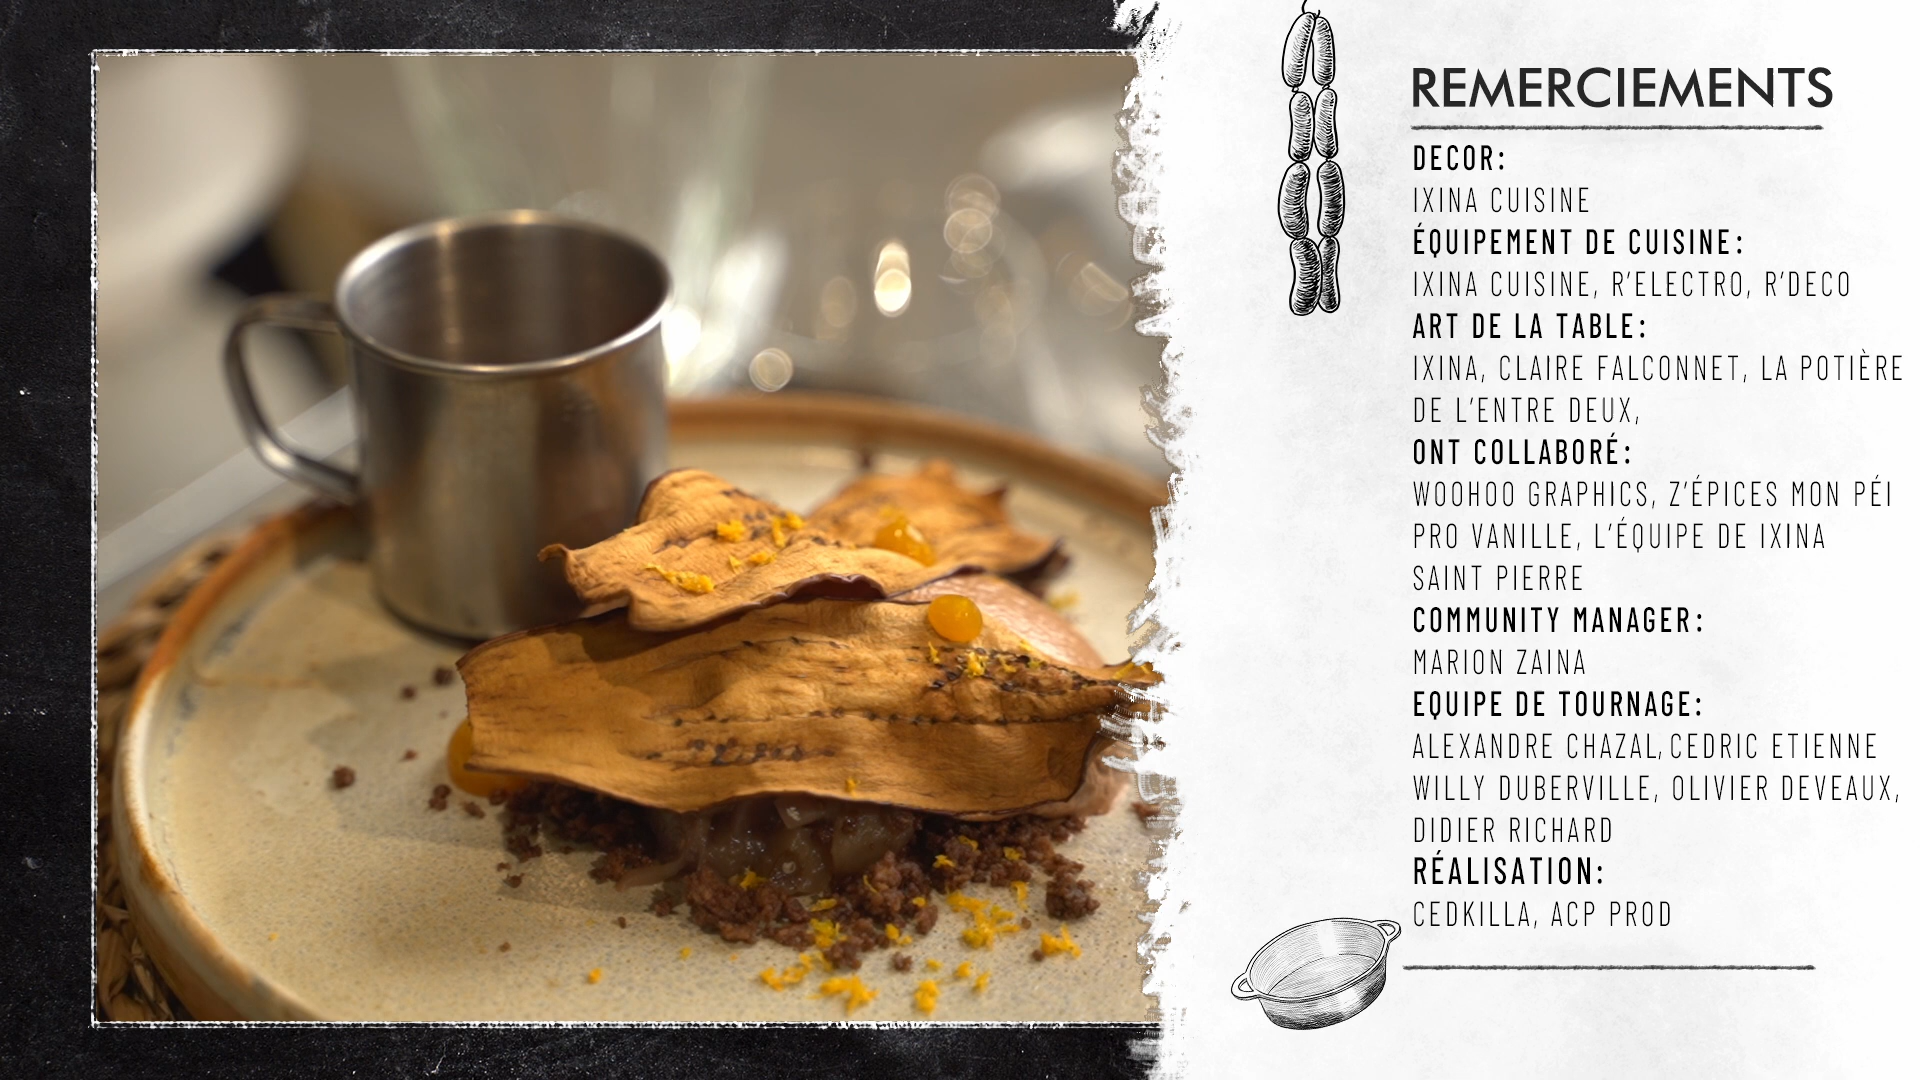 REMERCIEMENTS
DECOR:
IXINA CUISINE
ÉQUIPEMENT DE CUISINE:
IXINA CUISINE, R'ELECTRO, R'DECO
ART DE LA TABLE:
IXINA, CLAIRE FALCONNET, LA POTIÈRE
DE L'ENTRE DEUX,
ONT COLLABORÉ:
WOOHOO GRAPHICS, Z'ÉPICES MON PÉI
PRO VANILLE, L'ÉQUIPE DE IXINA
SAINT PIERRE
COMMUNITY MANAGER:
MARION ZAINA
EQUIPE DE TOURNAGE:
ALEXANDRE CHAZAL, CEDRIC ETIENNE
WILLY DUBERVILLE, OLIVIER DEVEAUX,
DIDIER RICHARD
RÉALISATION:
CEDKILLA, ACP PROD